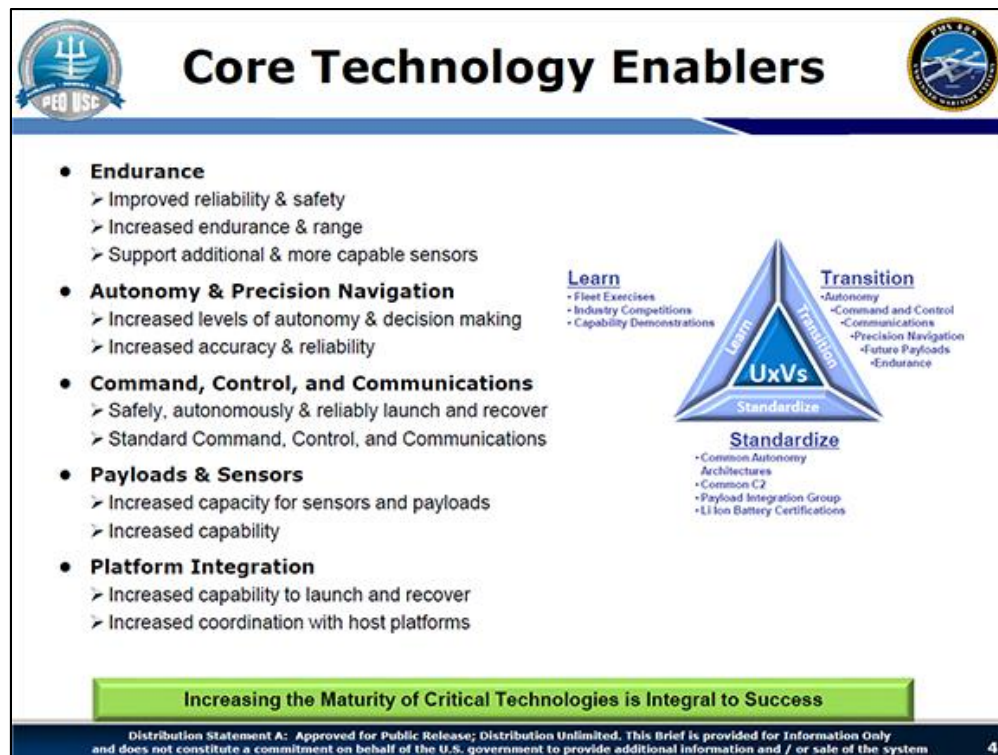 Core Technology Enablers
PEO USC
PMS 406
UNMANNED MARITIME SYSTEMS
● Endurance
➢ Improved reliability & safety
➢ Increased endurance & range
➢ Support additional & more capable sensors
● Autonomy & Precision Navigation
➢ Increased levels of autonomy & decision making
➢ Increased accuracy & reliability
● Command, Control, and Communications
➢ Safely, autonomously & reliably launch and recover
➢ Standard Command, Control, and Communications
● Payloads & Sensors
➢ Increased capacity for sensors and payloads
➢ Increased capability
● Platform Integration
➢ Increased capability to launch and recover
➢ Increased coordination with host platforms
Learn
• Fleet Exercises
• Industry Competitions
• Capability Demonstrations
Transition
•Autonomy
•Command and Control
•Communications
•Precision Navigation
•Future Payloads
•Endurance
Learn
Transition
UxVs
Standardize
Standardize
•Common Autonomy
Architectures
•Common C2
•Payload Integration Group
•Li Ion Battery Certifications
Increasing the Maturity of Critical Technologies is Integral to Success
Distribution Statement A: Approved for Public Release; Distribution Unlimited. This Brief is provided for Information Only
and does not constitute a commitment on behalf of the U.S. government to provide additional information and / or sale of the system
4